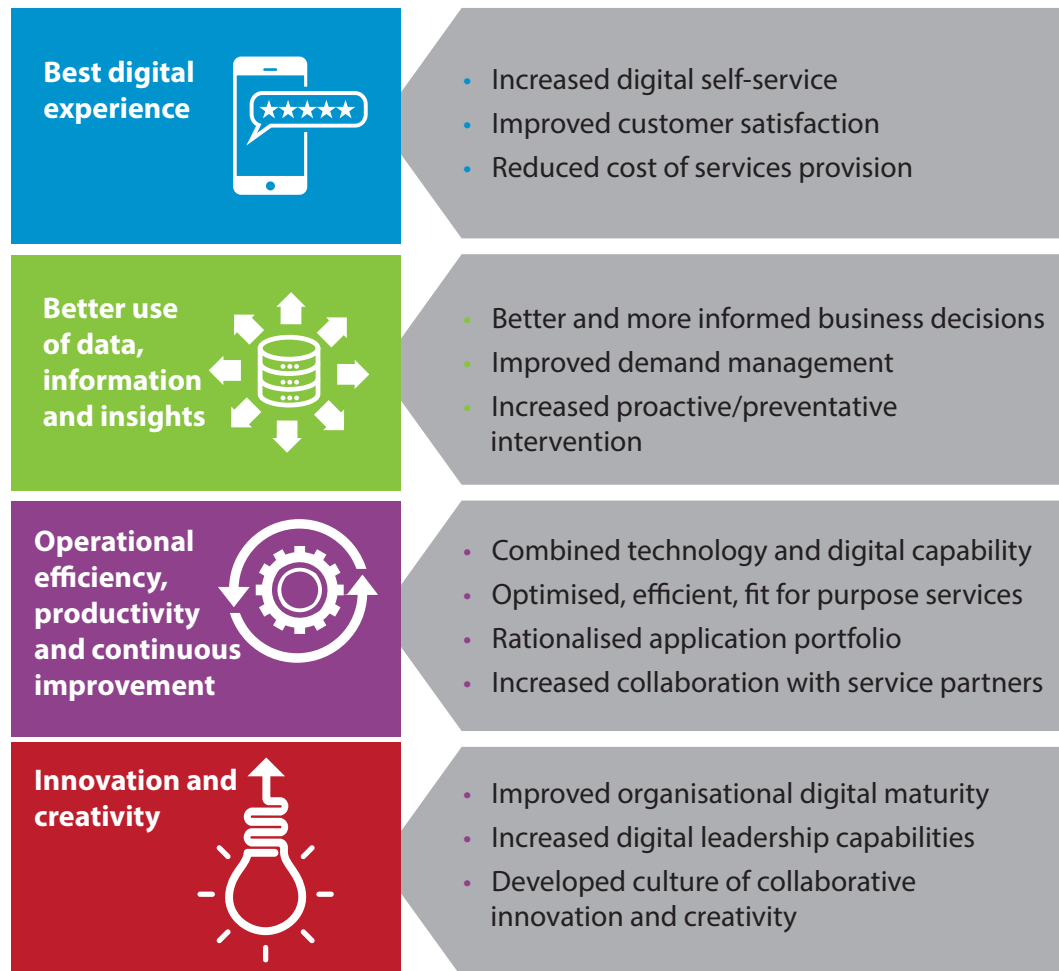 Best digital
experience
• Increased digital self-service
• Improved customer satisfaction
• Reduced cost of services provision
Better use
of data,
information
and insights
• Better and more informed business decisions
• Improved demand management
• Increased proactive/preventative
intervention
Operational
efficiency,
productivity
and continuous
improvement
• Combined technology and digital capability
• Optimised, efficient, fit for purpose services
• Rationalised application portfolio
• Increased collaboration with service partners
Innovation and
creativity
• Improved organisational digital maturity
• Increased digital leadership capabilities
• Developed culture of collaborative
innovation and creativity